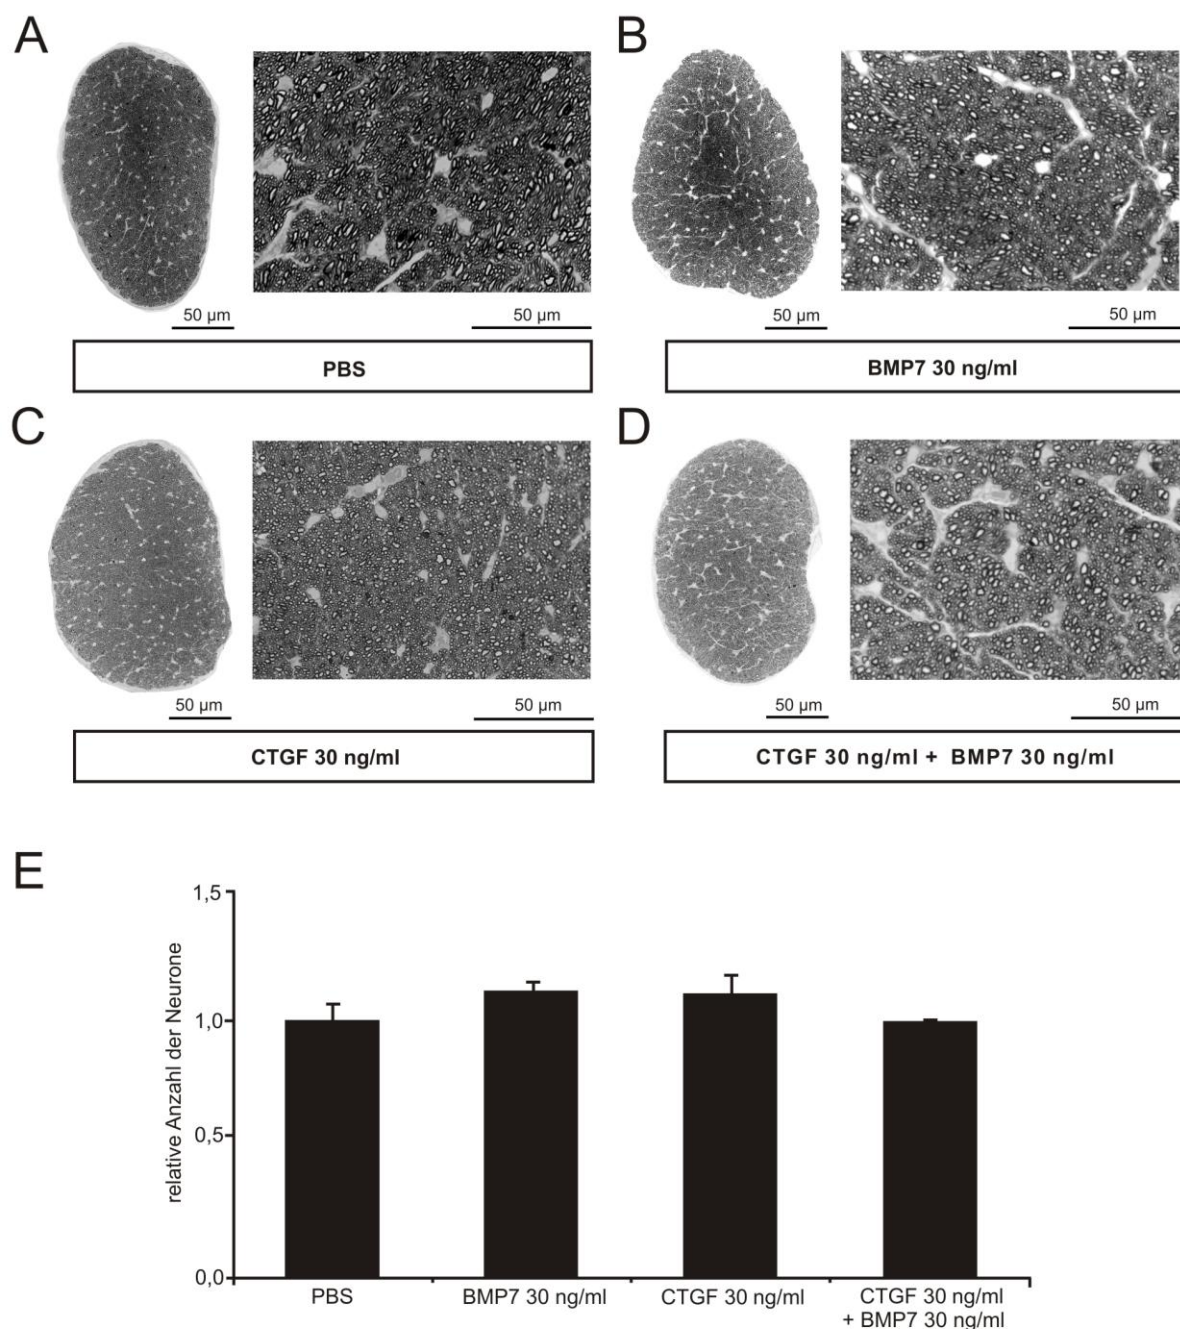 A
B
50 µm
50 µm
50 µm
50 µm
PBS
BMP7 30 ng/ml
C
D
50 µm
50 µm
50 µm
50 µm
CTGF 30 ng/ml
CTGF 30 ng/ml + BMP7 30 ng/ml
E
relative Anzahl der Neurone
1,5
1,0
0,5
0,0
PBS
BMP7 30 ng/ml
CTGF 30 ng/ml
CTGF 30 ng/ml
+ BMP7 30 ng/ml